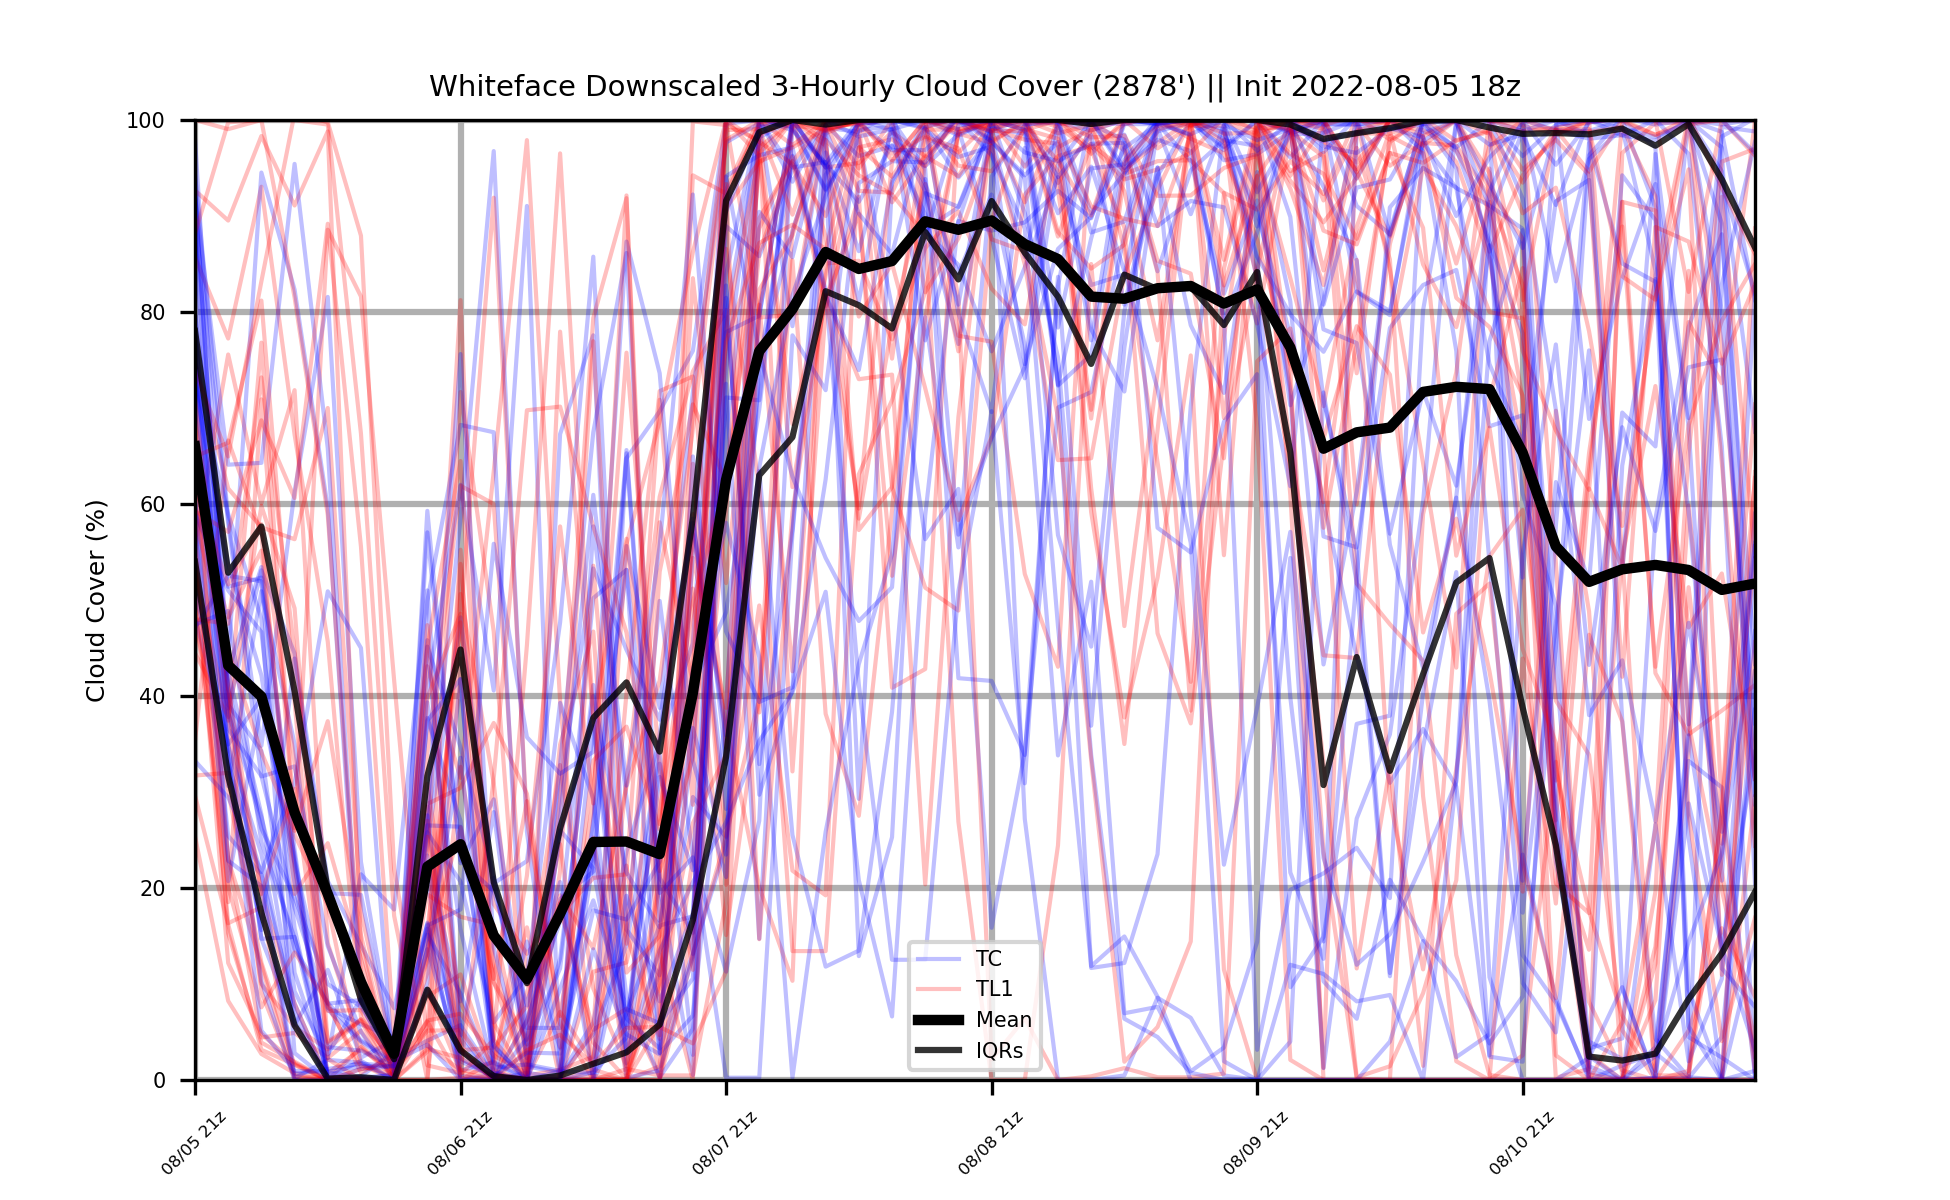 Whiteface Downscaled 3-Hourly Cloud Cover (2878') || Init 2022-08-05 18z
Cloud Cover (%)
100
80
60
40
20
0
TC
TL1
Mean
IQRs
08/05 21z
08/06 21z
08/07 21z
08/08 21z
08/09 21z
08/10 21z